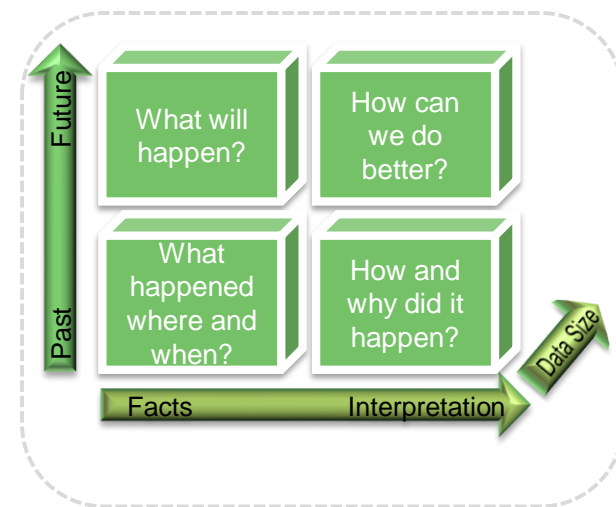 Future
What will
happen?
How can
we do
better?
What
happened
where and
when?
How and
why did it
happen?
Past
Data Size
Facts
Interpretation